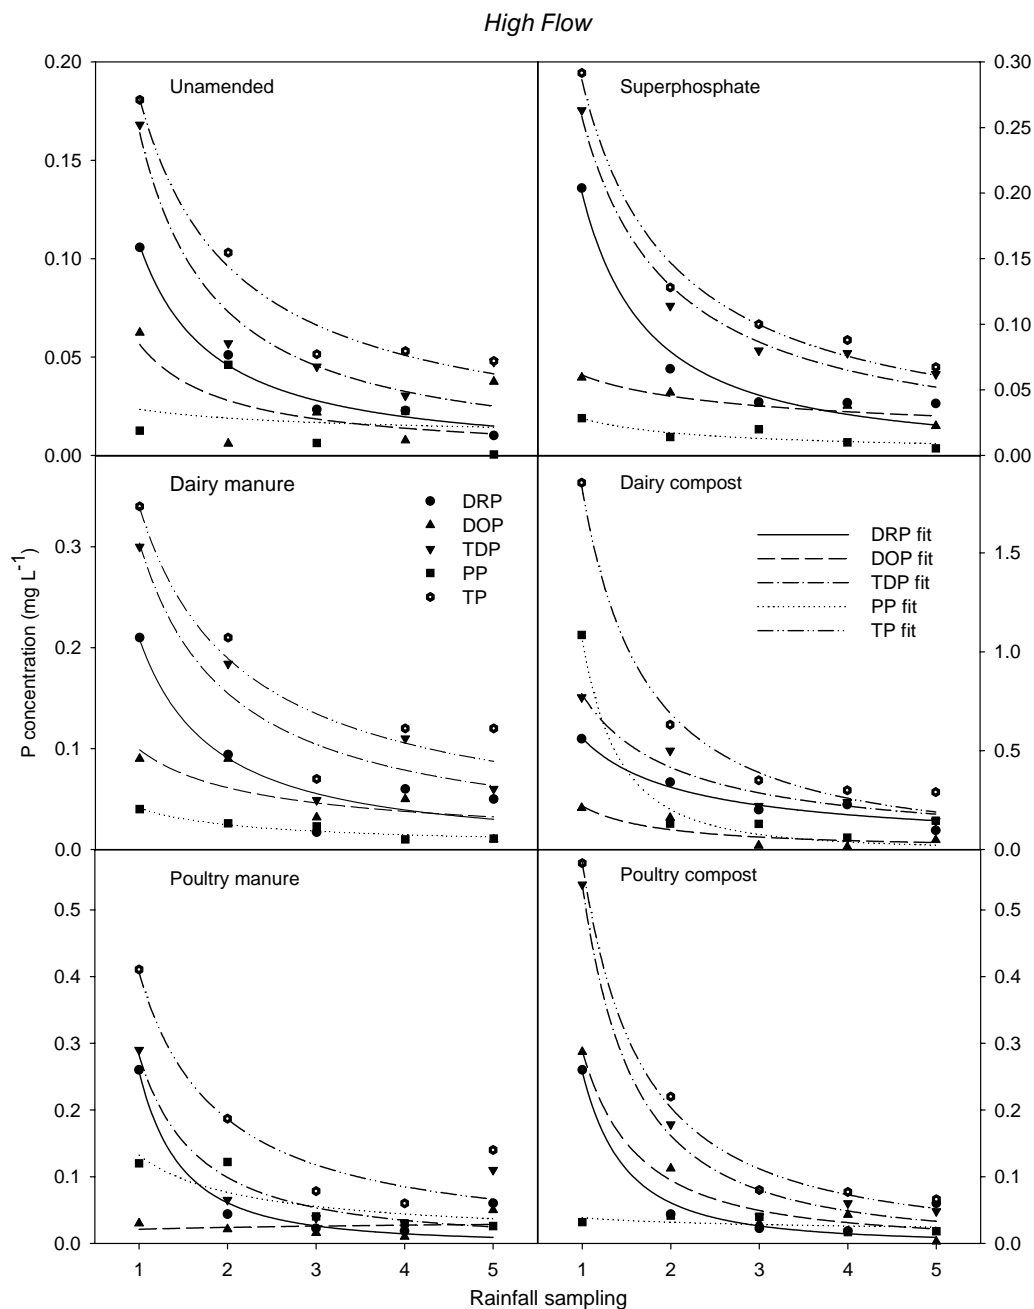 High Flow
0.20 Unamended Superphosphate 0.30
0.25
0.15
0.20
0.10 0.15
0.10
0.05
0.05
0.00 0.00
Dairy manure Dairy compost
DRP
DOP
TDP
PP
TP
DRP fit
DOP fit
TDP fit
PP fit
TP fit
0.3 1.5
0.2 1.0
0.1 0.5
0.0 0.0
P concentration (mg L-1)
Poultry manure Poultry compost
0.5 0.5
0.4 0.4
0.3 0.3
0.2 0.2
0.1 0.1
0.0 0.0
1 2 3 4 5 1 2 3 4 5
Rainfall sampling